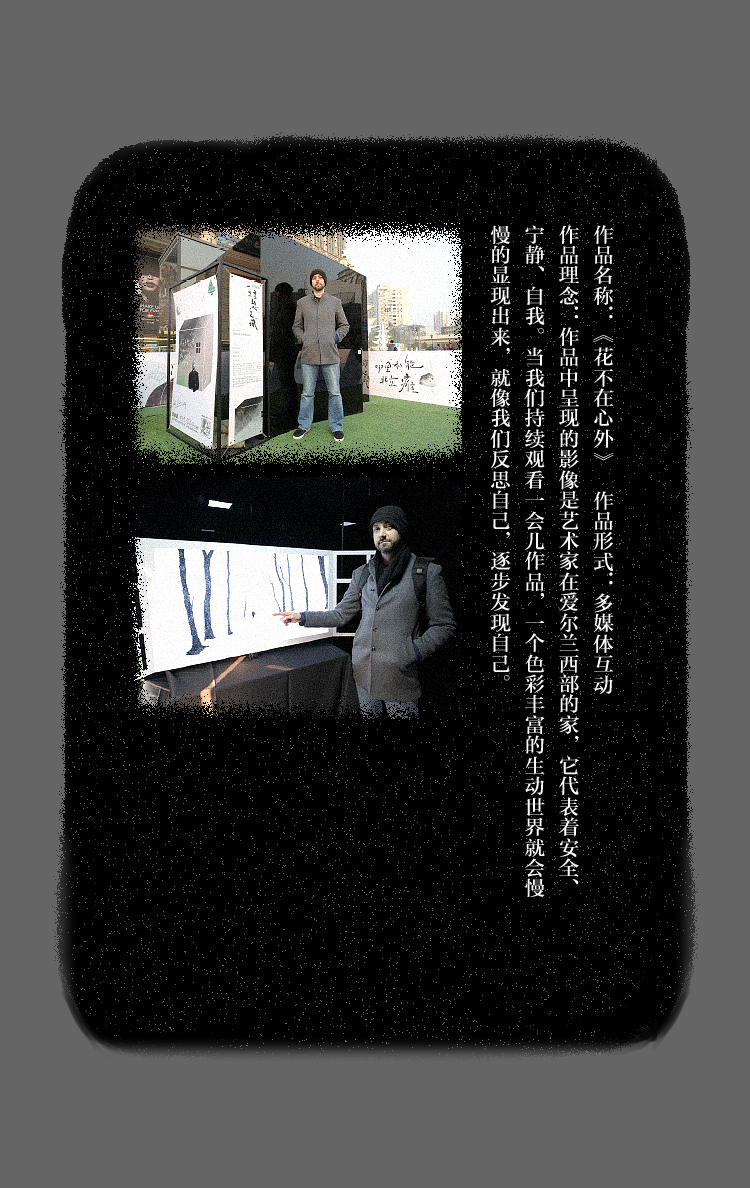 作品名称：《花不在心外》　作品形式：多媒体互动
作品理念：作品中呈现的影像是艺术家在爱尔兰西部的家，它代表着安全、
宁静、自我。当我们持续观看一会儿作品，一个色彩丰富的生动世界就会慢
慢的显现出来，就像我们反思自己，逐步发现自己。